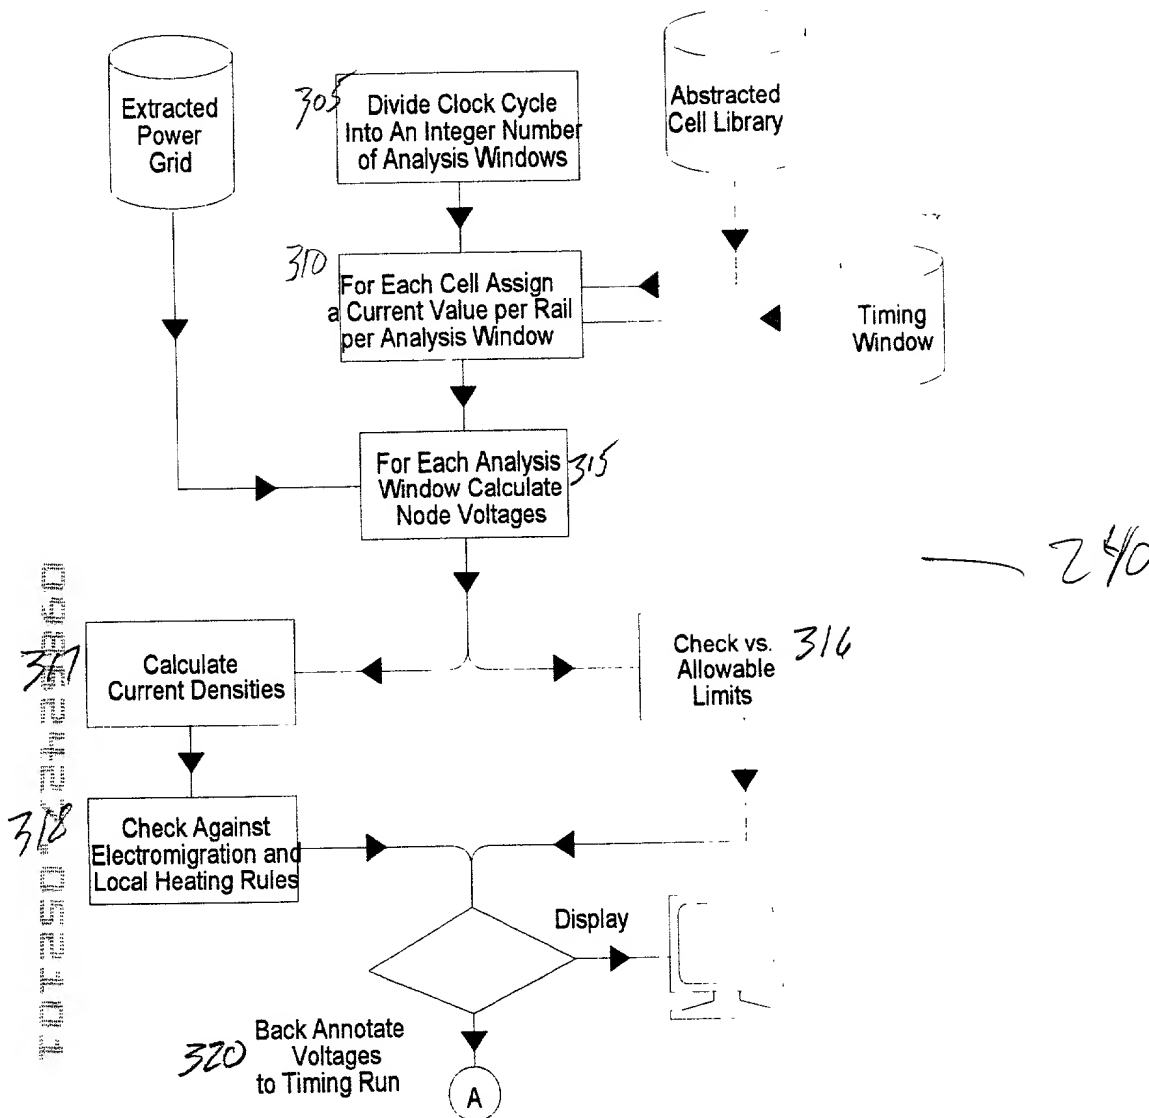 Extracted
Power
Grid
305
Divide Clock Cycle
Into An Integer Number
of Analysis Windows
Abstracted
Cell Library
310
For Each Cell Assign
a Current Value per Rail
per Analysis Window
Timing
Window
For Each Analysis
Window Calculate
Node Voltages
315
240
317
Calculate
Current Densities
Check vs.
Allowable
Limits
316
318
Check Against
Electromigration and
Local Heating Rules
Display
320
Back Annotate
Voltages
to Timing Run
A